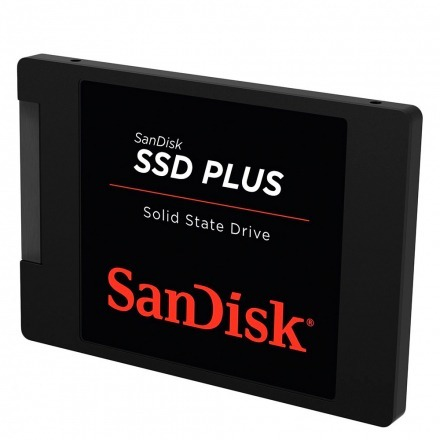 SanDisk
SSD PLUS
Solid State Drive
SanDisk®